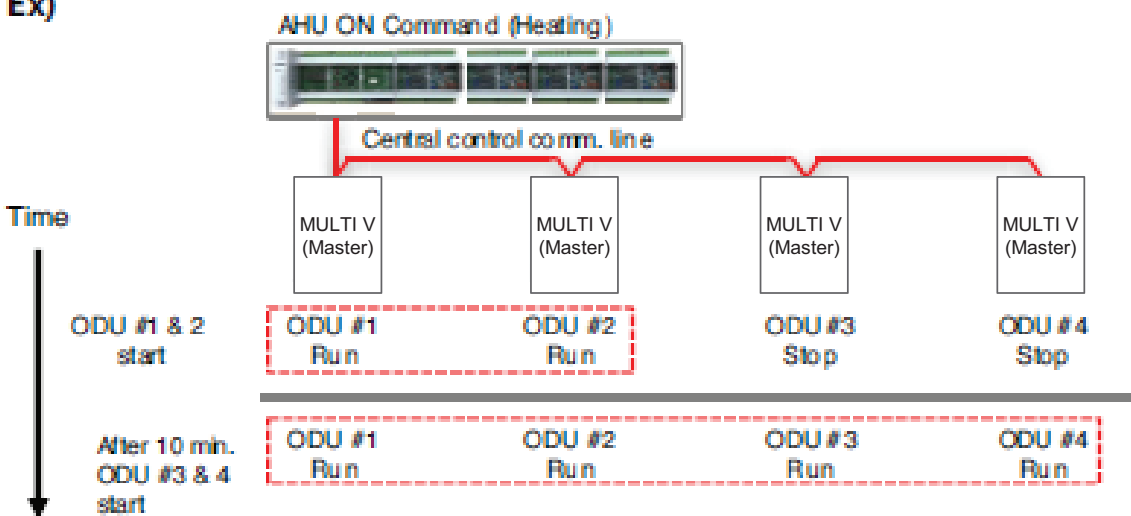 Ex)
AHU ON Command (Heating)
Central control comm. line
Time
MULTI V
(Master)
MULTI V
(Master)
MULTI V
(Master)
MULTI V
(Master)
ODU #1 & 2
start
ODU #1
Run
ODU #2
Run
ODU #3
Stop
ODU #4
Stop
After 10 min.
ODU #3 & 4
start
ODU #1
Run
ODU #2
Run
ODU #3
Run
ODU #4
Run